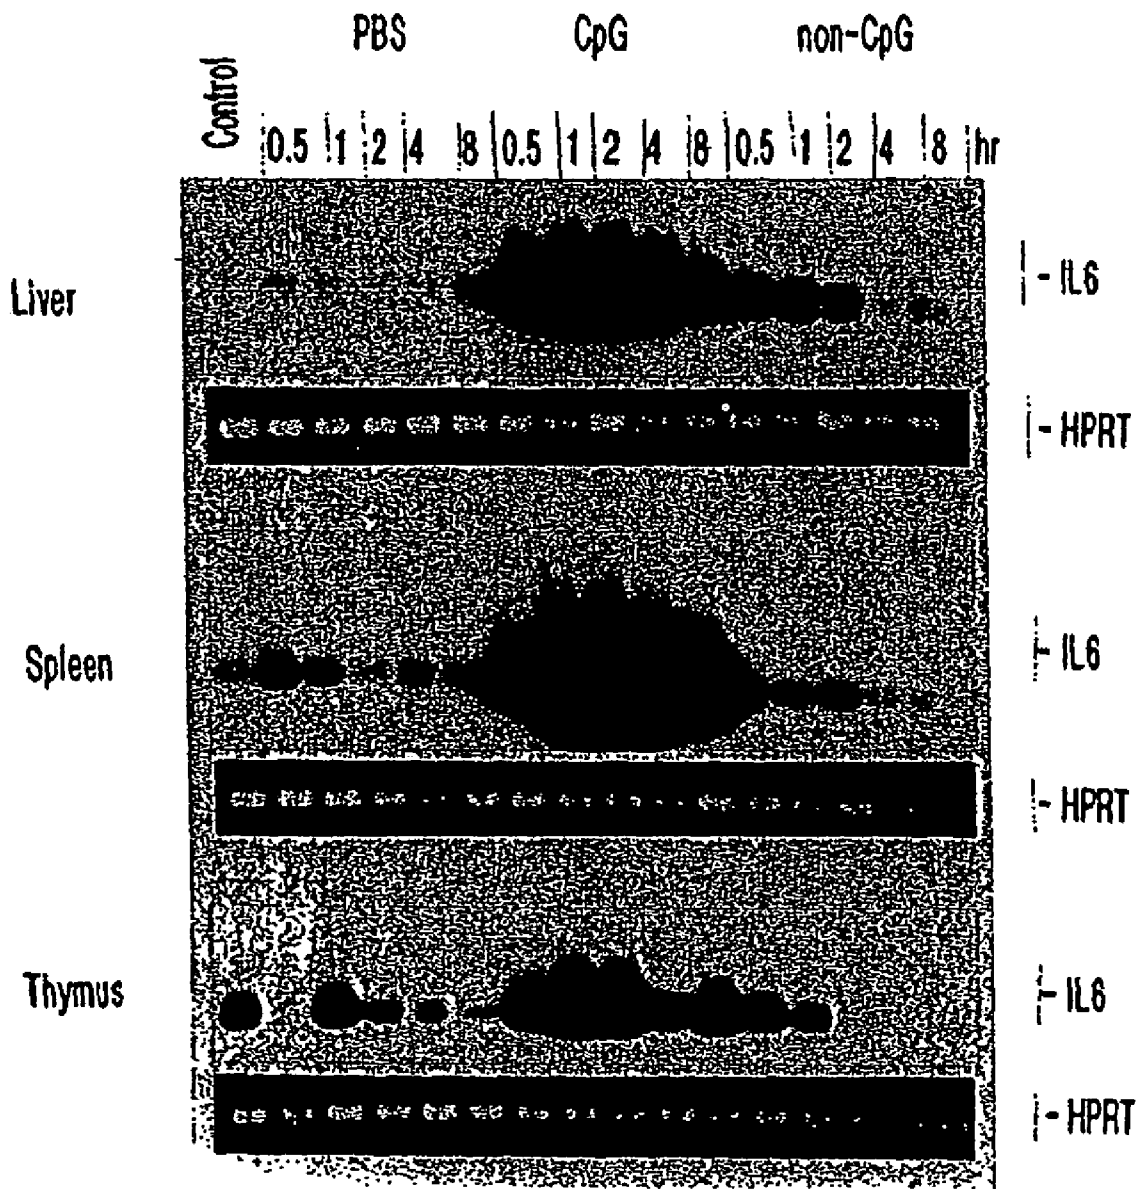 PBS CpG non-CpG
Control 0.5 1 2 4 8 0.5 1 2 4 8 0.5 1 2 4 8 hr
Liver - IL6
- HPRT
Spleen - IL6
- HPRT
Thymus - IL6
- HPRT